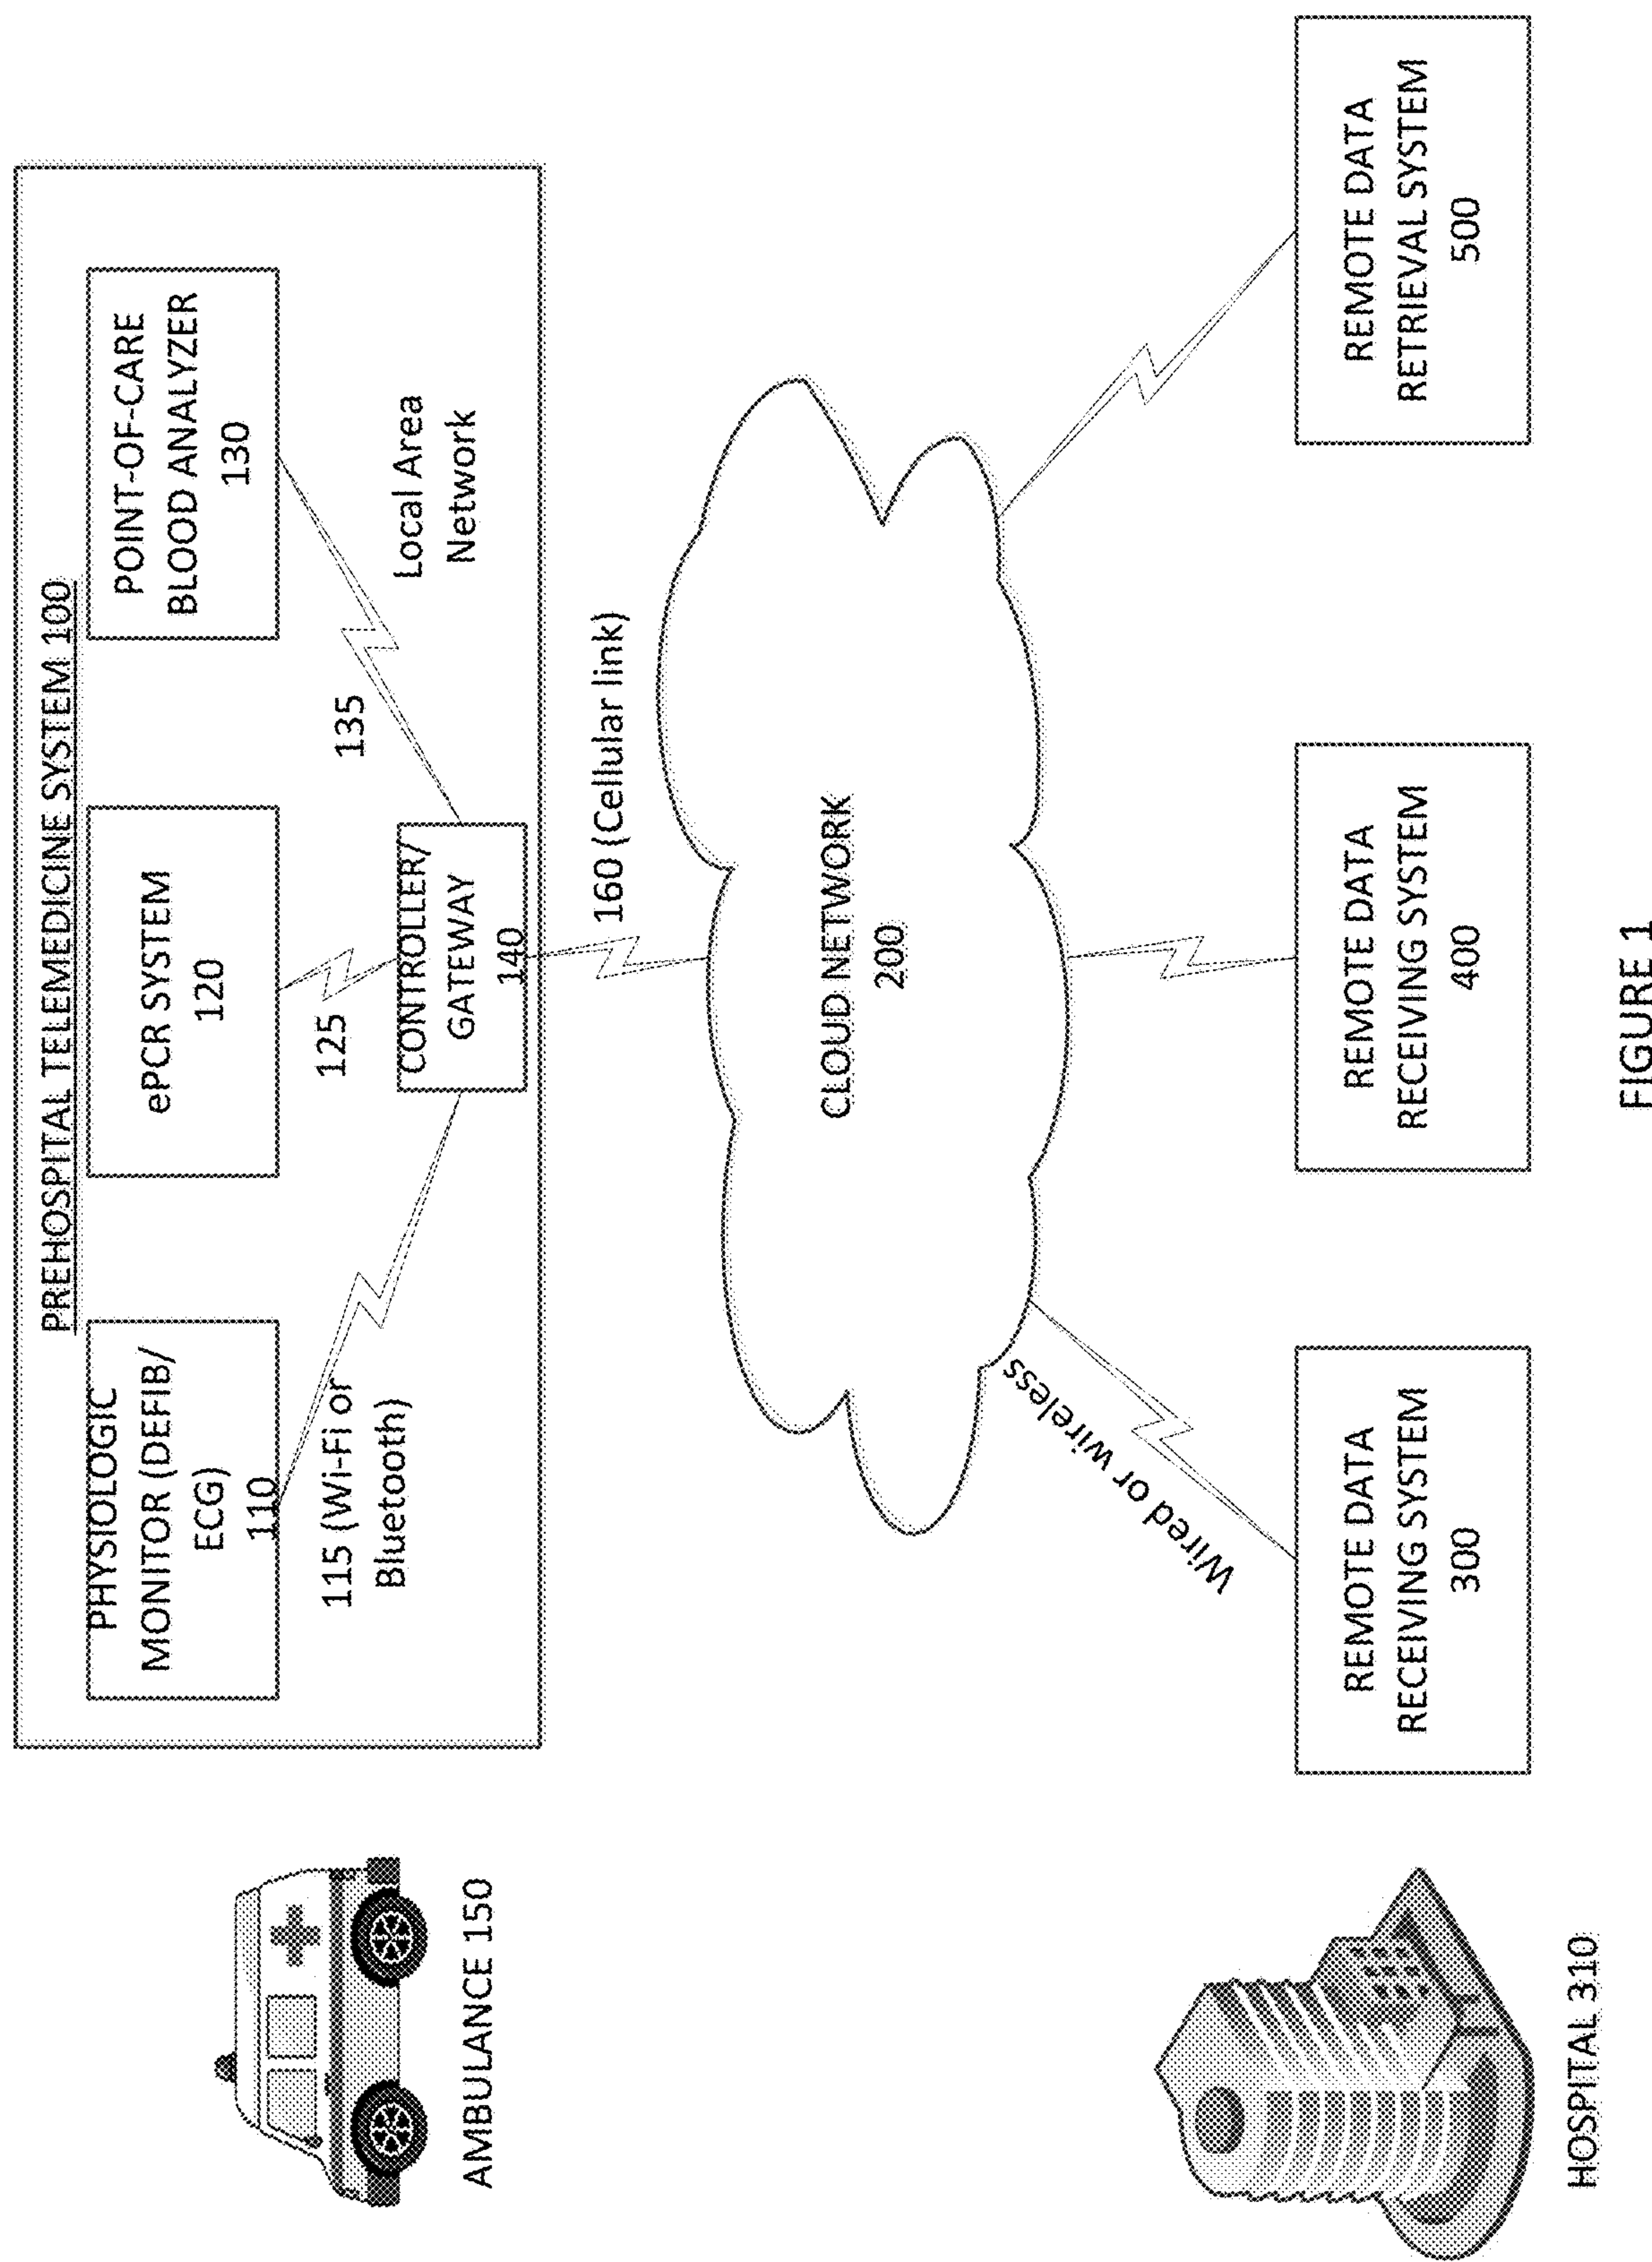 PREHOSPITAL TELEMEDICINE SYSTEM 100
PHYSIOLOGIC
MONITOR (DEFIB/
ECG)
110
ePCR SYSTEM
120
POINT-OF-CARE
BLOOD ANALYZER
130
115 (Wi-Fi or
Bluetooth)
125
135
CONTROLLER/
GATEWAY
140
Local Area
Network
AMBULANCE 150
160 (Cellular link)
CLOUD NETWORK
200
Wired or wireless
REMOTE DATA
RECEIVING SYSTEM
300
REMOTE DATA
RECEIVING SYSTEM
400
REMOTE DATA
RETRIEVAL SYSTEM
500
HOSPITAL 310
FIGURE 1